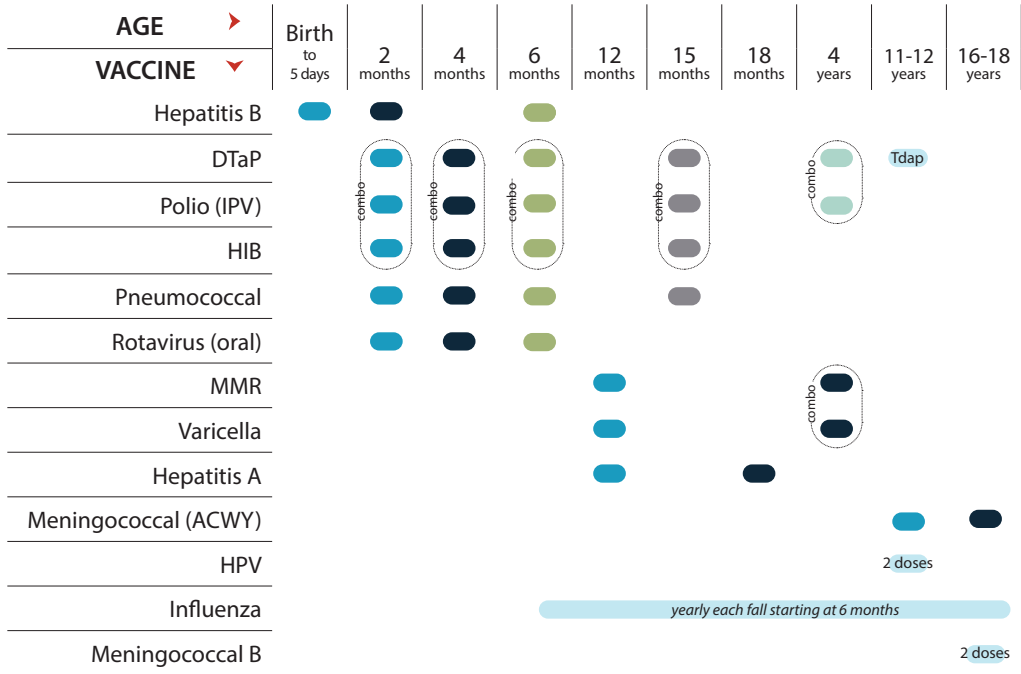 AGE
Birth
to
5 days
2
months
4
months
6
months
12
months
15
months
18
months
4
years
11-12
years
16-18
years
VACCINE
Hepatitis B
DTaP
Tdap
combo
combo
combo
combo
combo
Polio (IPV)
HIB
Pneumococcal
Rotavirus (oral)
MMR
combo
Varicella
Hepatitis A
Meningococcal (ACWY)
HPV
2 doses
Influenza
yearly each fall starting at 6 months
Meningococcal B
2 doses